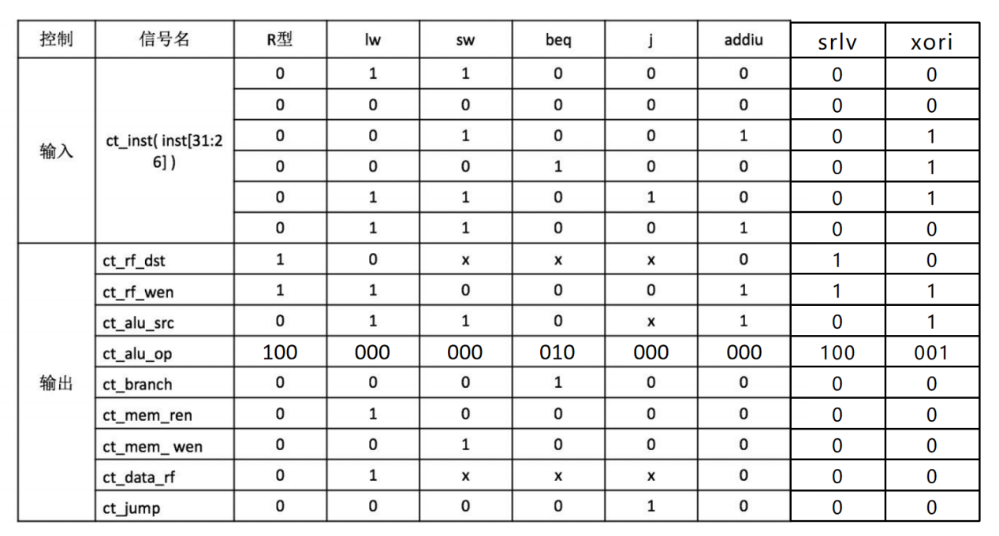 控制 信号名 R型 lw sw beq j addiu srlv xori
输入 ct_inst( inst[31:2
6] )
0 1 1 0 0 0 0 0
0 0 0 0 0 0 0 0
0 0 1 0 0 1 0 1
0 0 0 1 0 0 0 1
0 1 1 0 1 0 0 1
0 1 1 0 0 1 0 0
输出
ct_rf_dst 1 0 x x x 0 1 0
ct_rf_wen 1 1 0 0 0 1 1 1
ct_alu_src 0 1 1 0 x 1 0 1
ct_alu_op 100 000 000 010 000 000 100 001
ct_branch 0 0 0 1 0 0 0 0
ct_mem_ren 0 1 0 0 0 0 0 0
ct_mem_ wen 0 0 1 0 0 0 0 0
ct_data_rf 0 1 x x x 0 0 0
ct_jump 0 0 0 0 1 0 0 0